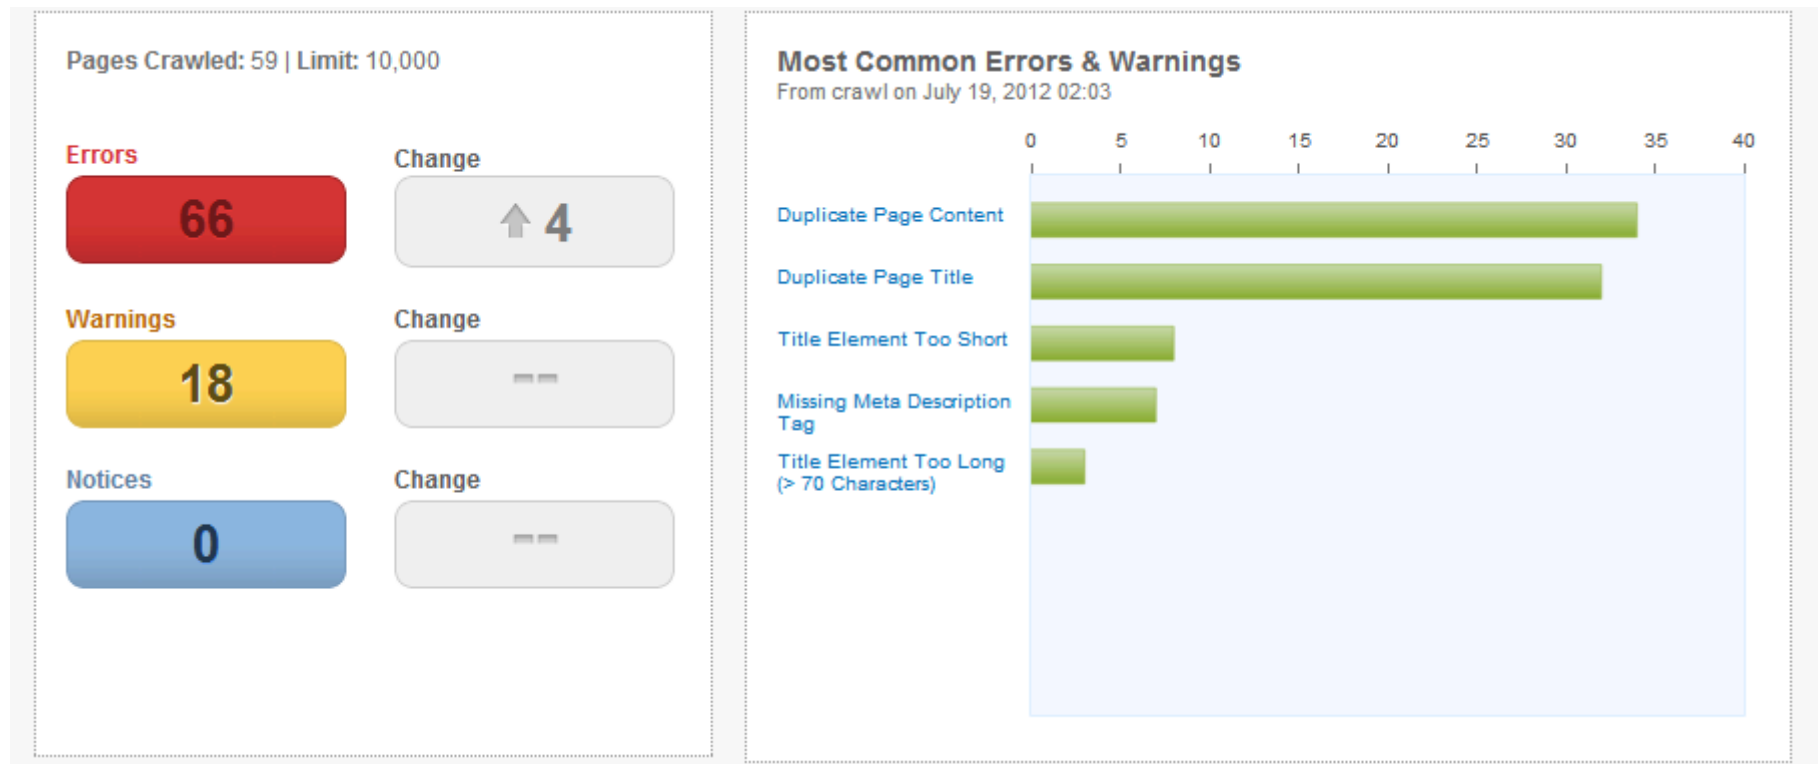 Pages Crawled: 59 | Limit: 10,000
Errors
Change
66
4
Warnings
Change
18
--
Notices
Change
0
--
Most Common Errors & Warnings
From crawl on July 19, 2012 02:03
0 5 10 15 20 25 30 35 40
Duplicate Page Content
Duplicate Page Title
Title Element Too Short
Missing Meta Description
Tag
Title Element Too Long
(> 70 Characters)